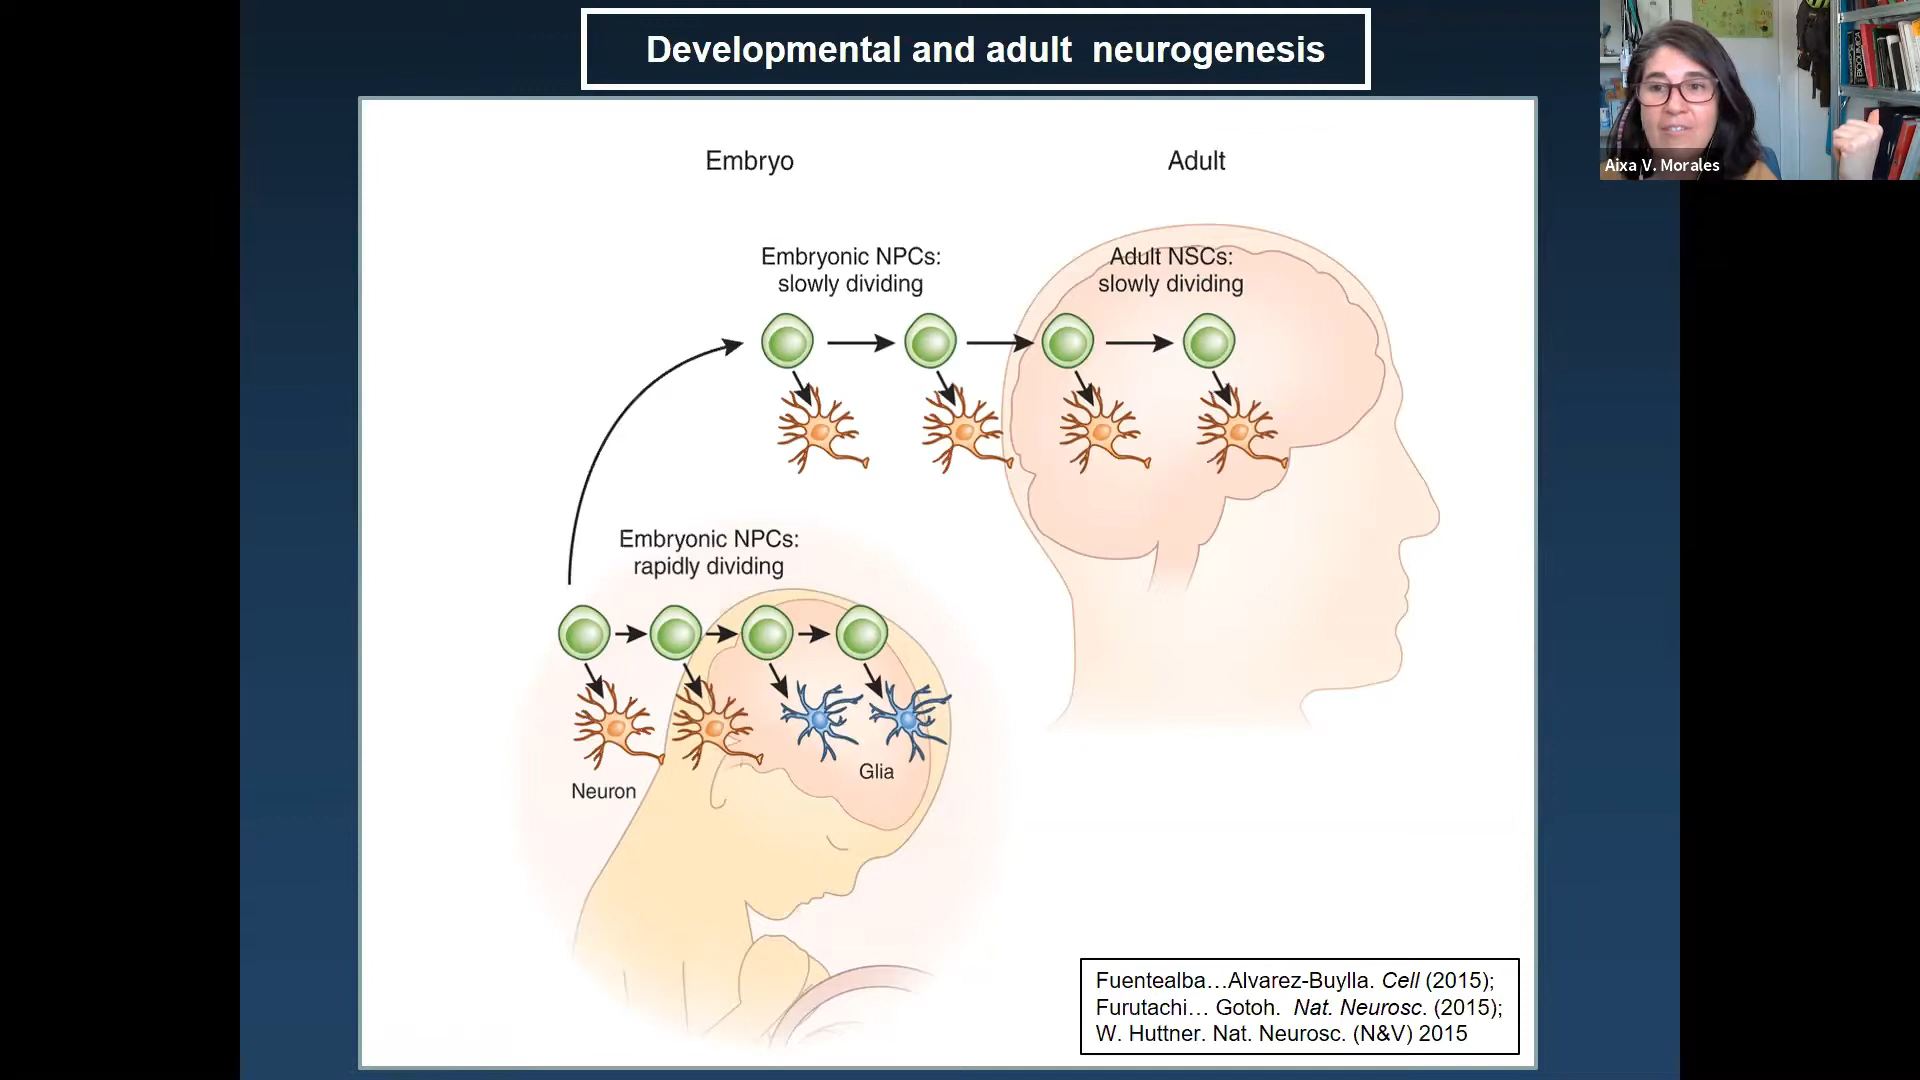 Developmental and adult neurogenesis
Aixa V. Morales
Embryo
Adult
Embryonic NPCs:
slowly dividing
Adult NSCs:
slowly dividing
Embryonic NPCs:
rapidly dividing
Neuron
Glia
Fuentealba…Alvarez-Buylla. Cell (2015);
Furutachi… Gotoh. Nat. Neurosc. (2015);
W. Huttner. Nat. Neurosc. (N&V) 2015
BIOQUIMICA